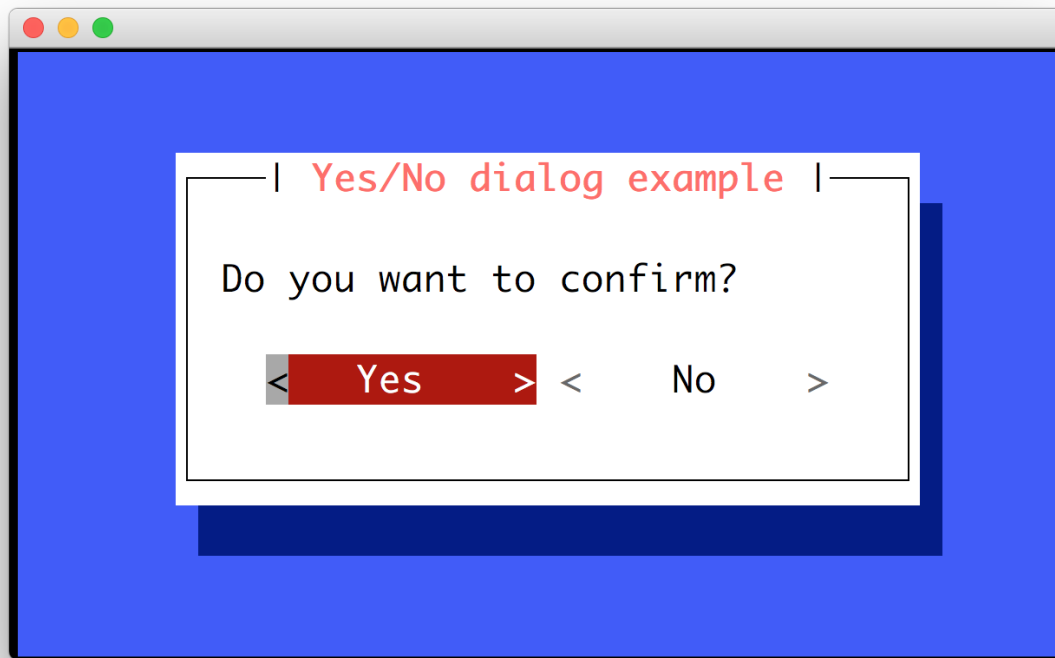 | Yes/No dialog example |
Do you want to confirm?
< Yes > < No >